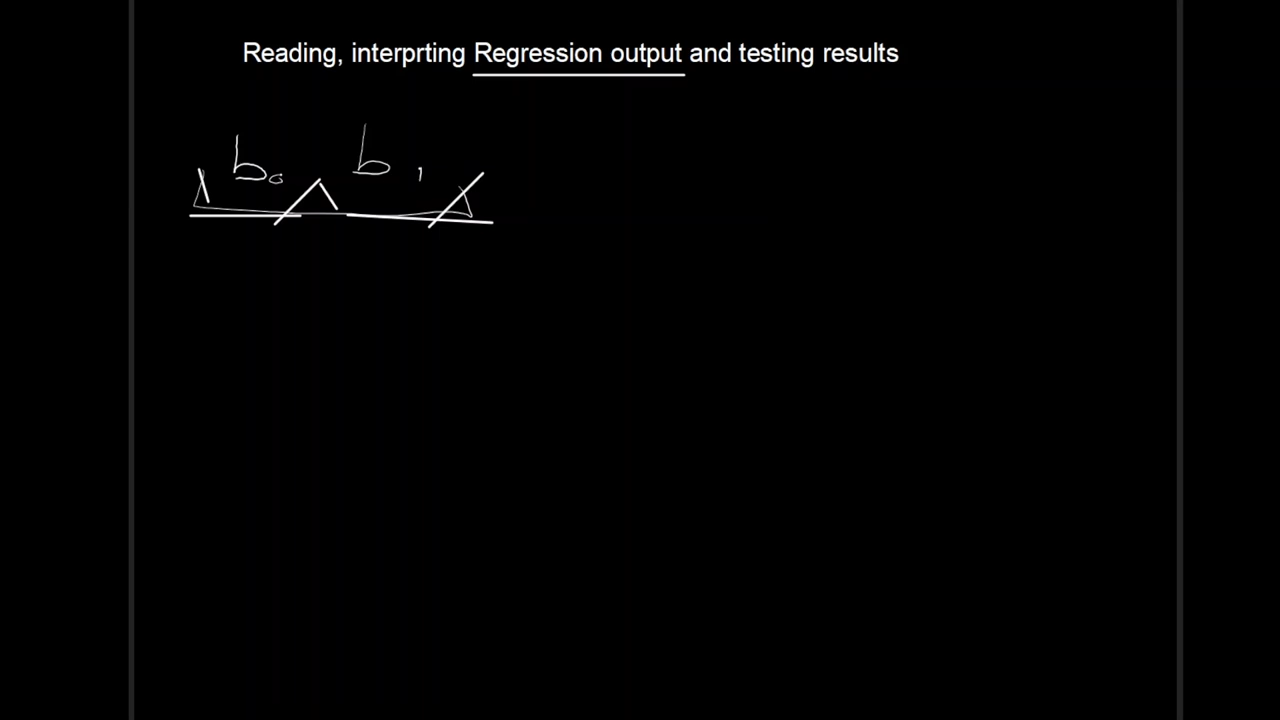 Reading, interprting Regression output and testing results
b₀ b₁